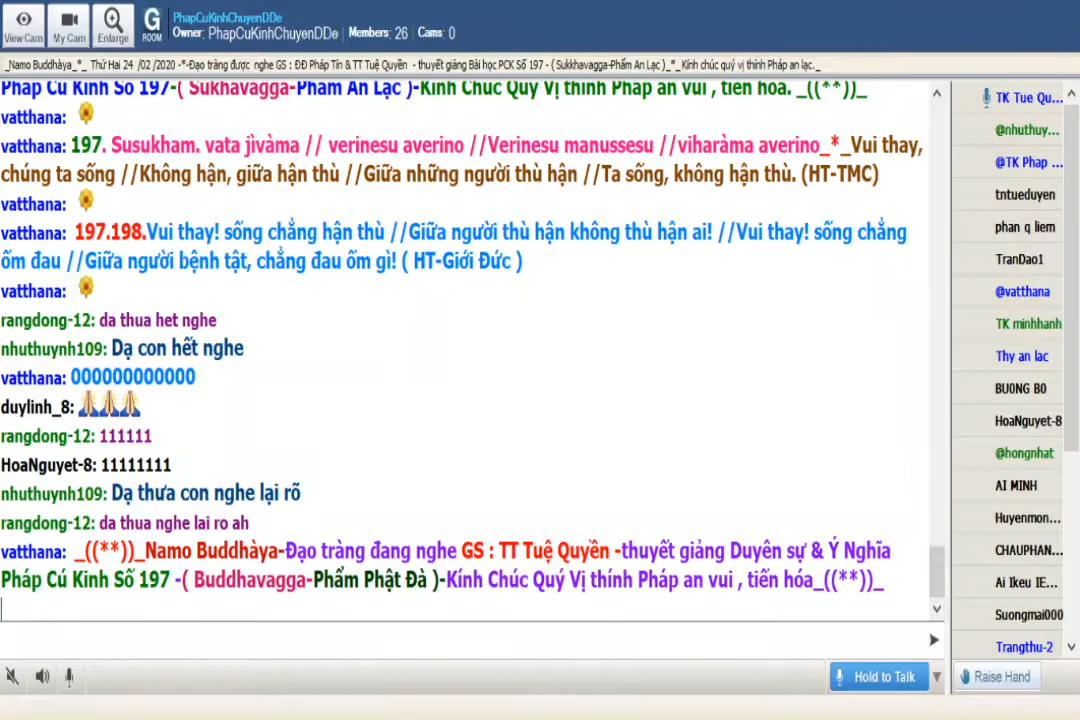 View Cam
My Cam
Enlarge
G
ROOM
PhapCuKinhChuyenDDe
Owner: PhapCuKinhChuyenDDe | Members: 26 | Cams: 0
_Namo Buddhàya_*_ Thứ Hai 24 /02 /2020 -*-Đạo tràng được nghe GS : ĐĐ Pháp Tín & TT Tuệ Quyền - thuyết giảng Bài học PCK Số 197 - ( Sukkhavagga-Phẩm An Lạc )_*_Kính chúc quý vị thính Pháp an lạc._
Pháp Cú Kinh Số 197-( Sukhavagga-Phẩm An Lạc )-Kính Chúc Quý Vị thính Pháp an vui , tiến hóa. _((**))_
vatthana:
vatthana: 197. Susukham. vata jìvàma // verinesu averino //Verinesu manussesu //viharàma averino_*_Vui thay,
chúng ta sống //Không hận, giữa hận thù //Giữa những người thù hận //Ta sống, không hận thù. (HT-TMC)
vatthana:
vatthana: 197.198.Vui thay! sống chẳng hận thù //Giữa người thù hận không thù hận ai! //Vui thay! sống chẳng
ốm đau //Giữa người bệnh tật, chẳng đau ốm gì! ( HT-Giới Đức )
vatthana:
rangdong-12: da thua het nghe
nhuthuynh109: Dạ con hết nghe
vatthana: 000000000000
duylinh_8:
rangdong-12: 111111
HoaNguyet-8: 11111111
nhuthuynh109: Dạ thưa con nghe lại rõ
rangdong-12: da thua nghe lai ro ah
vatthana: _((**))_Namo Buddhàya-Đạo tràng đang nghe GS : TT Tuệ Quyền -thuyết giảng Duyên sự & Ý Nghĩa
Pháp Cú Kinh Số 197 -( Buddhavagga-Phẩm Phật Đà )-Kính Chúc Quý Vị thính Pháp an vui , tiến hóa_((**))_
TK Tue Qu...
@nhuthuy...
@TK Phap ...
tntueduyen
phan q liem
TranDao1
@vatthana
TK minhhanh
Thy an lac
BUONG BO
HoaNguyet-8
@hongnhat
AI MINH
Huyenmon...
CHAUPHAN...
Ai Ikeu IE...
Suongmai000
Trangthu-2
Hold to Talk
Raise Hand